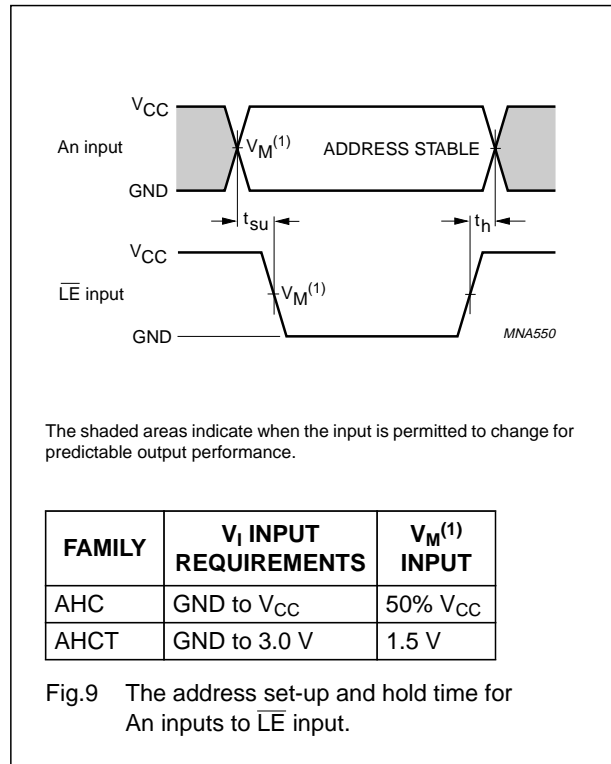 VCC
An input
VM(1)
ADDRESS STABLE
GND
tsu
th
VCC
LE input
VM(1)
GND
MNA550
The shaded areas indicate when the input is permitted to change for
predictable output performance.
FAMILY
VI INPUT
REQUIREMENTS
VM(1)
INPUT
AHC
GND to VCC
50% VCC
AHCT
GND to 3.0 V
1.5 V
Fig.9 The address set-up and hold time for
An inputs to LE input.